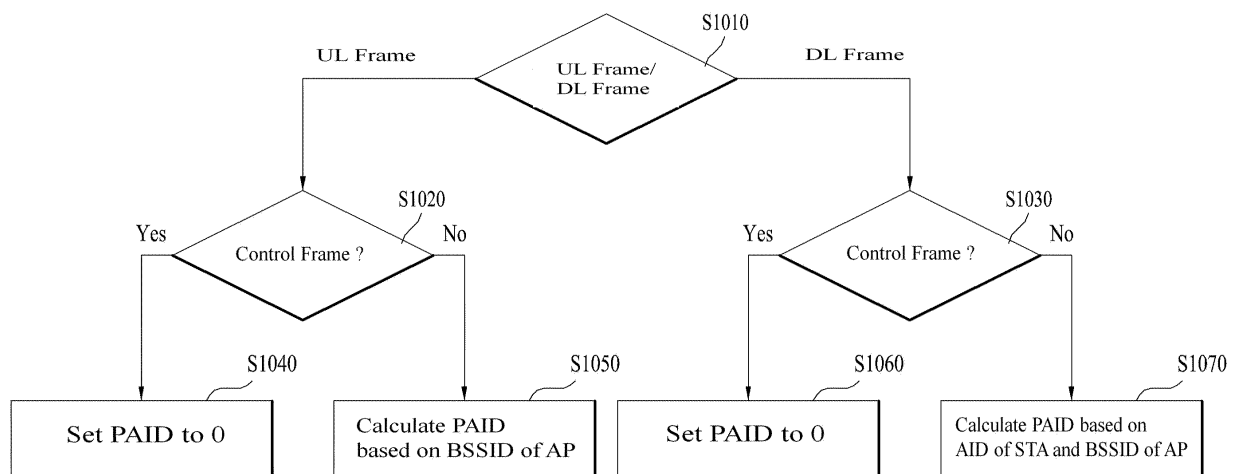 S1010
UL Frame
DL Frame
UL Frame/
DL Frame
S1020
S1030
Yes
No
Yes
No
Control Frame ?
Control Frame ?
S1040
S1050
S1060
S1070
Set PAID to 0
Calculate PAID
based on BSSID of AP
Set PAID to 0
Calculate PAID based on
AID of STA and BSSID of AP